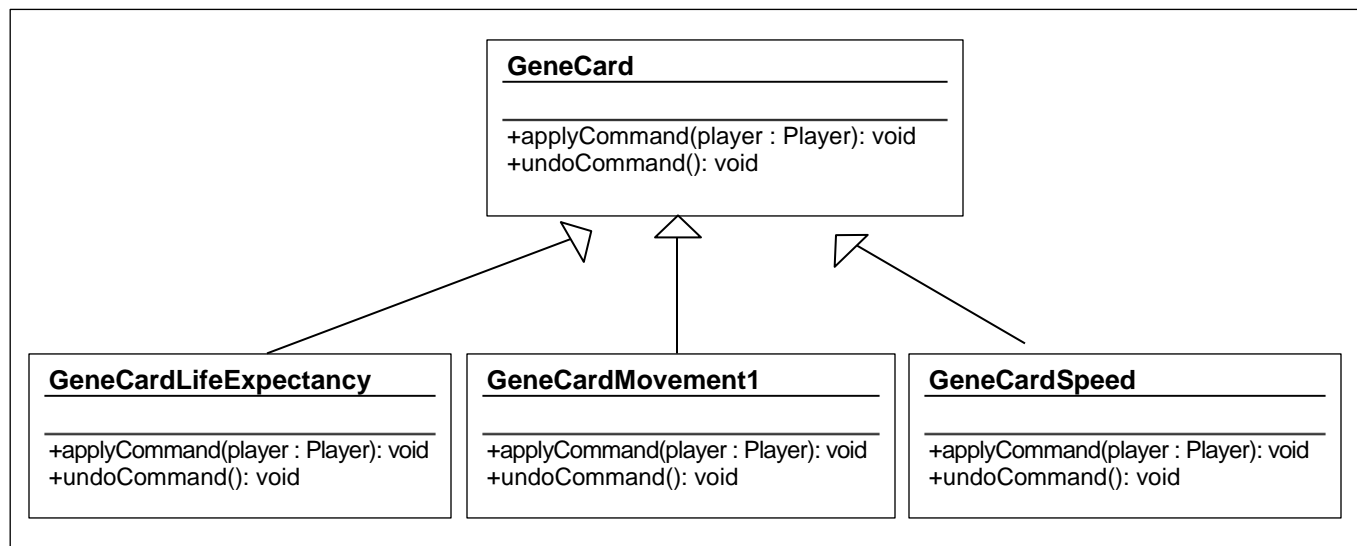 GeneCard
+applyCommand(player : Player): void
+undoCommand(): void
GeneCardLifeExpectancy
+applyCommand(player : Player): void
+undoCommand(): void
GeneCardMovement1
+applyCommand(player : Player): void
+undoCommand(): void
GeneCardSpeed
+applyCommand(player : Player): void
+undoCommand(): void